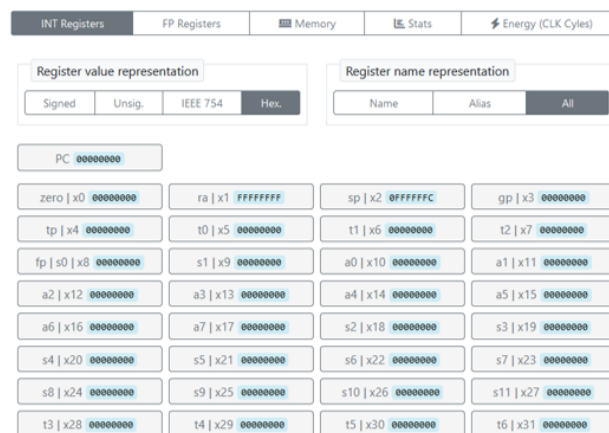 INT Registers FP Registers Memory Stats Energy (CLK Cyles)
Register value representation Register name representation
Signed Unsig. IEEE 754 Hex. Name Alias All
PC 00000000
zero | x0 00000000 ra | x1 FFFFFFFF sp | x2 0FFFFFFC gp | x3 00000000
tp | x4 00000000 t0 | x5 00000000 t1 | x6 00000000 t2 | x7 00000000
fp | s0 | x8 00000000 s1 | x9 00000000 a0 | x10 00000000 a1 | x11 00000000
a2 | x12 00000000 a3 | x13 00000000 a4 | x14 00000000 a5 | x15 00000000
a6 | x16 00000000 a7 | x17 00000000 s2 | x18 00000000 s3 | x19 00000000
s4 | x20 00000000 s5 | x21 00000000 s6 | x22 00000000 s7 | x23 00000000
s8 | x24 00000000 s9 | x25 00000000 s10 | x26 00000000 s11 | x27 00000000
t3 | x28 00000000 t4 | x29 00000000 t5 | x30 00000000 t6 | x31 00000000